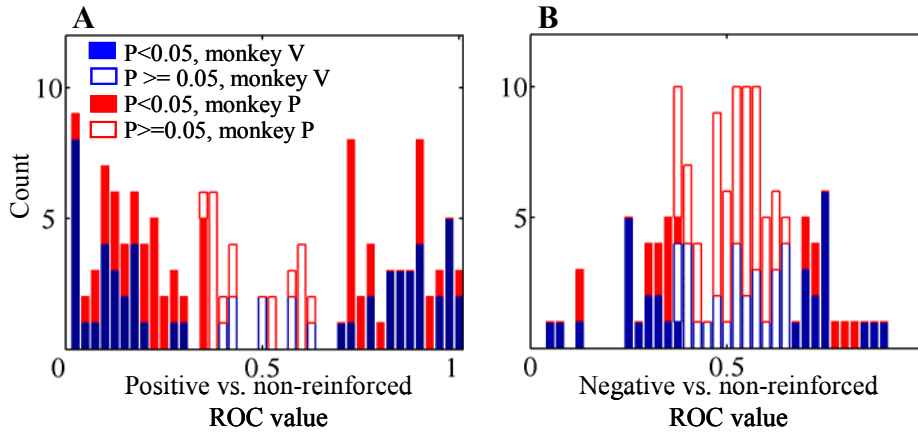 A
B
P<0.05, monkey V
P >= 0.05, monkey V
P<0.05, monkey P
P>=0.05, monkey P
10
5
Count
0
0.5
1
Positive vs. non-reinforced
ROC value
10
5
0
0.5
Negative vs. non-reinforced
ROC value